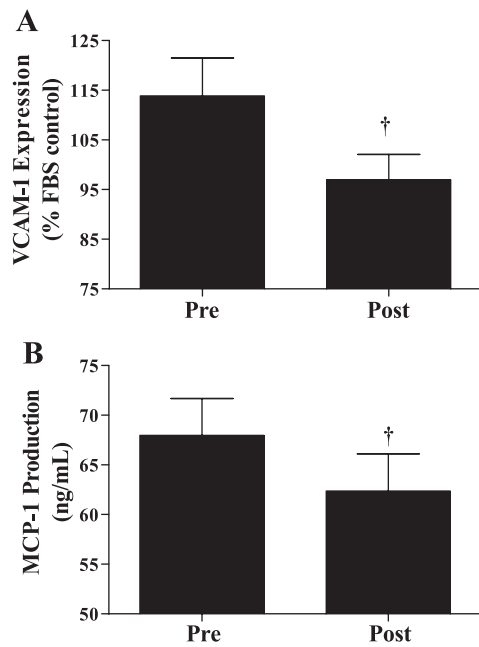 A
VCAM-1 Expression
(% FBS control)
125
115
105
95
85
75
†
Pre
Post
B
MCP-1 Production
(ng/mL)
75
70
65
60
55
50
†
Pre
Post